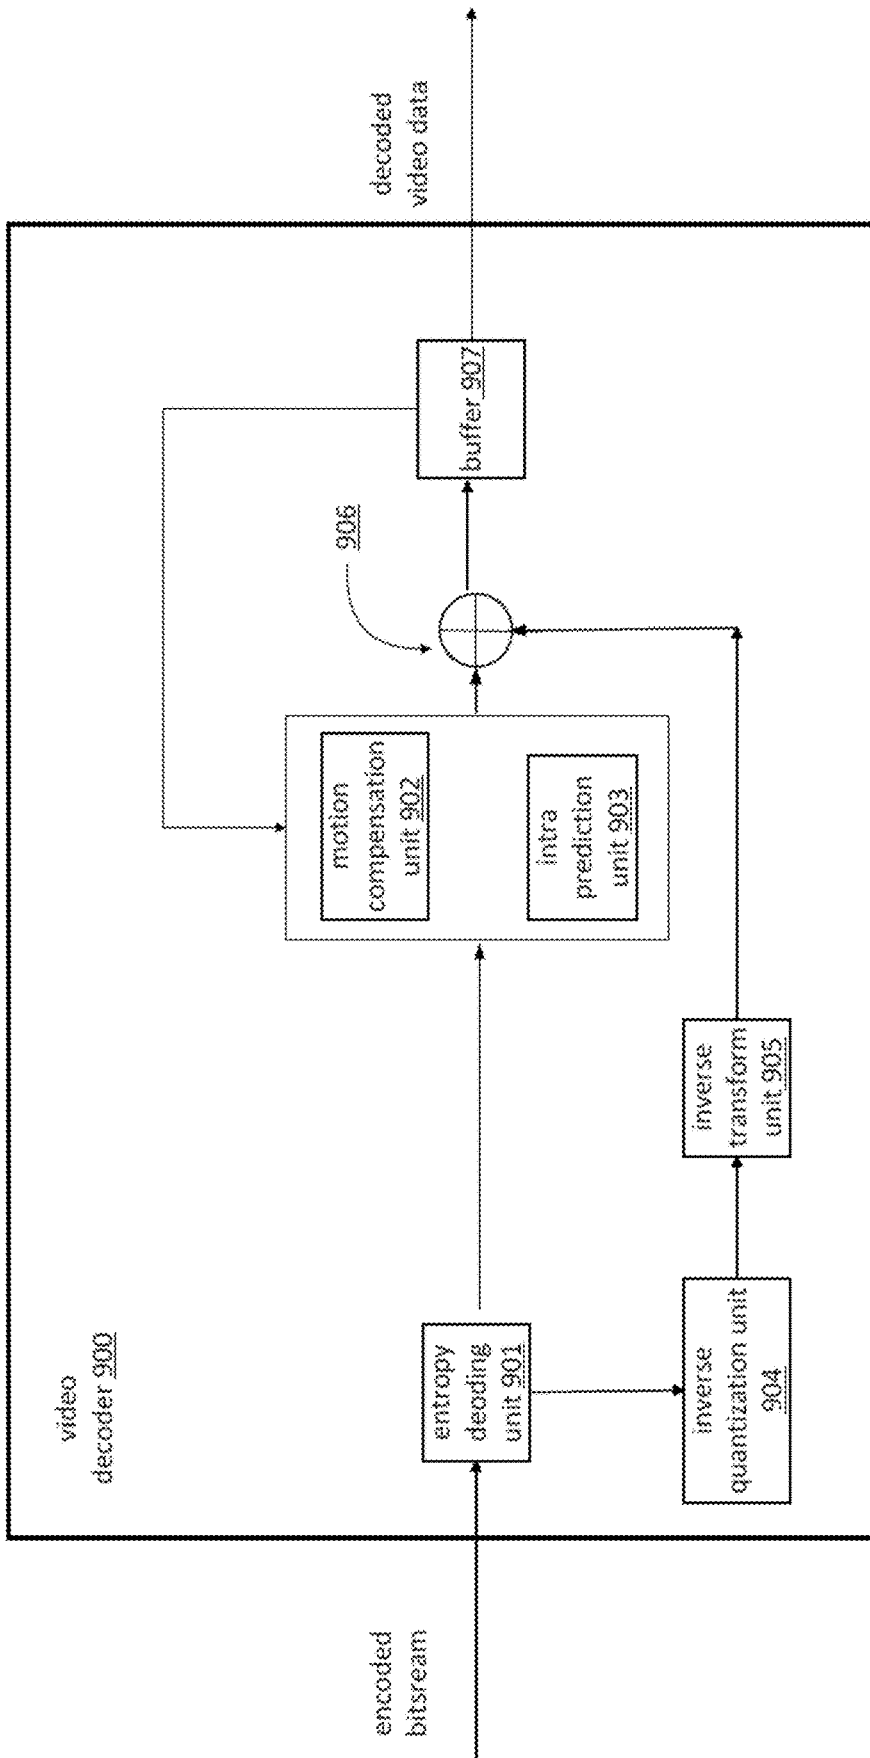 video
decoder 900
encoded
bitsream
entropy
deoding
unit 901
inverse
quantization unit
904
inverse
transform
unit 905
motion
compensation
unit 902
intra
prediction
unit 903
906
buffer 907
decoded
video data